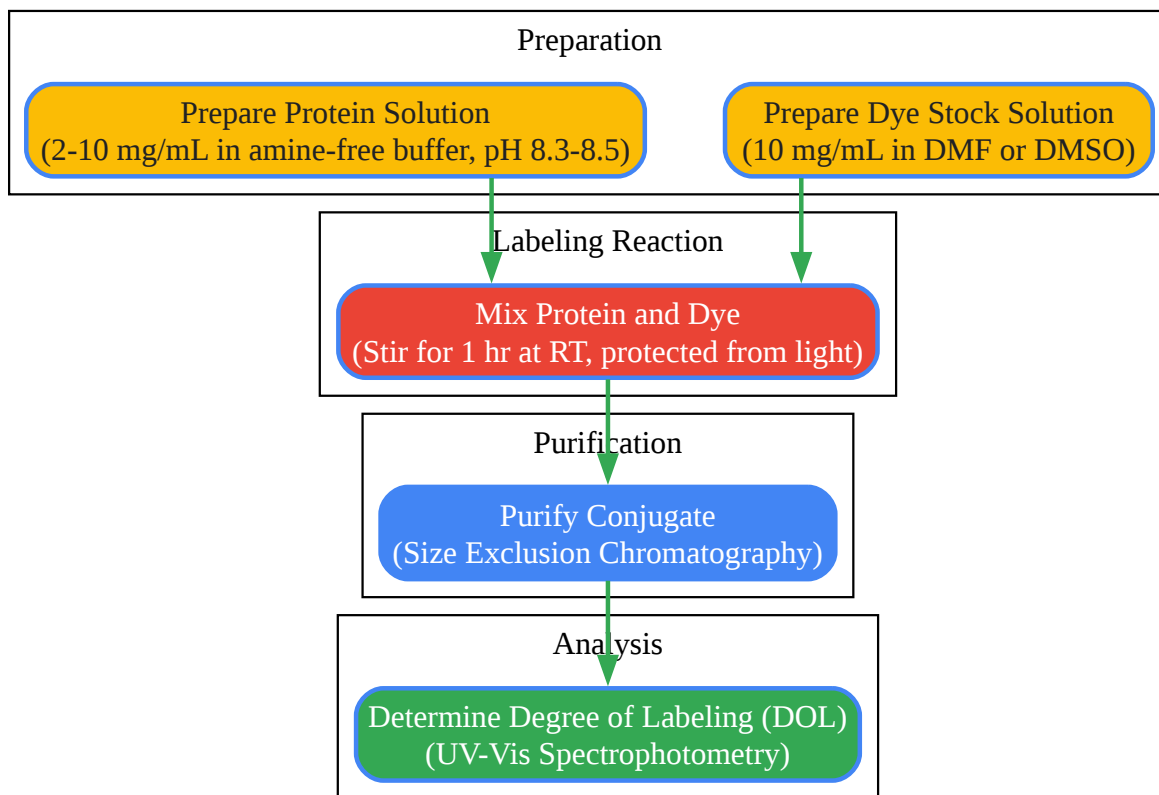 Preparation
Prepare Protein Solution
(2-10 mg/mL in amine-free buffer, pH 8.3-8.5)
Prepare Dye Stock Solution
(10 mg/mL in DMF or DMSO)
Labeling Reaction
Mix Protein and Dye
(Stir for 1 hr at RT, protected from light)
Purification
Purify Conjugate
(Size Exclusion Chromatography)
Analysis
Determine Degree of Labeling (DOL)
(UV-Vis Spectrophotometry)